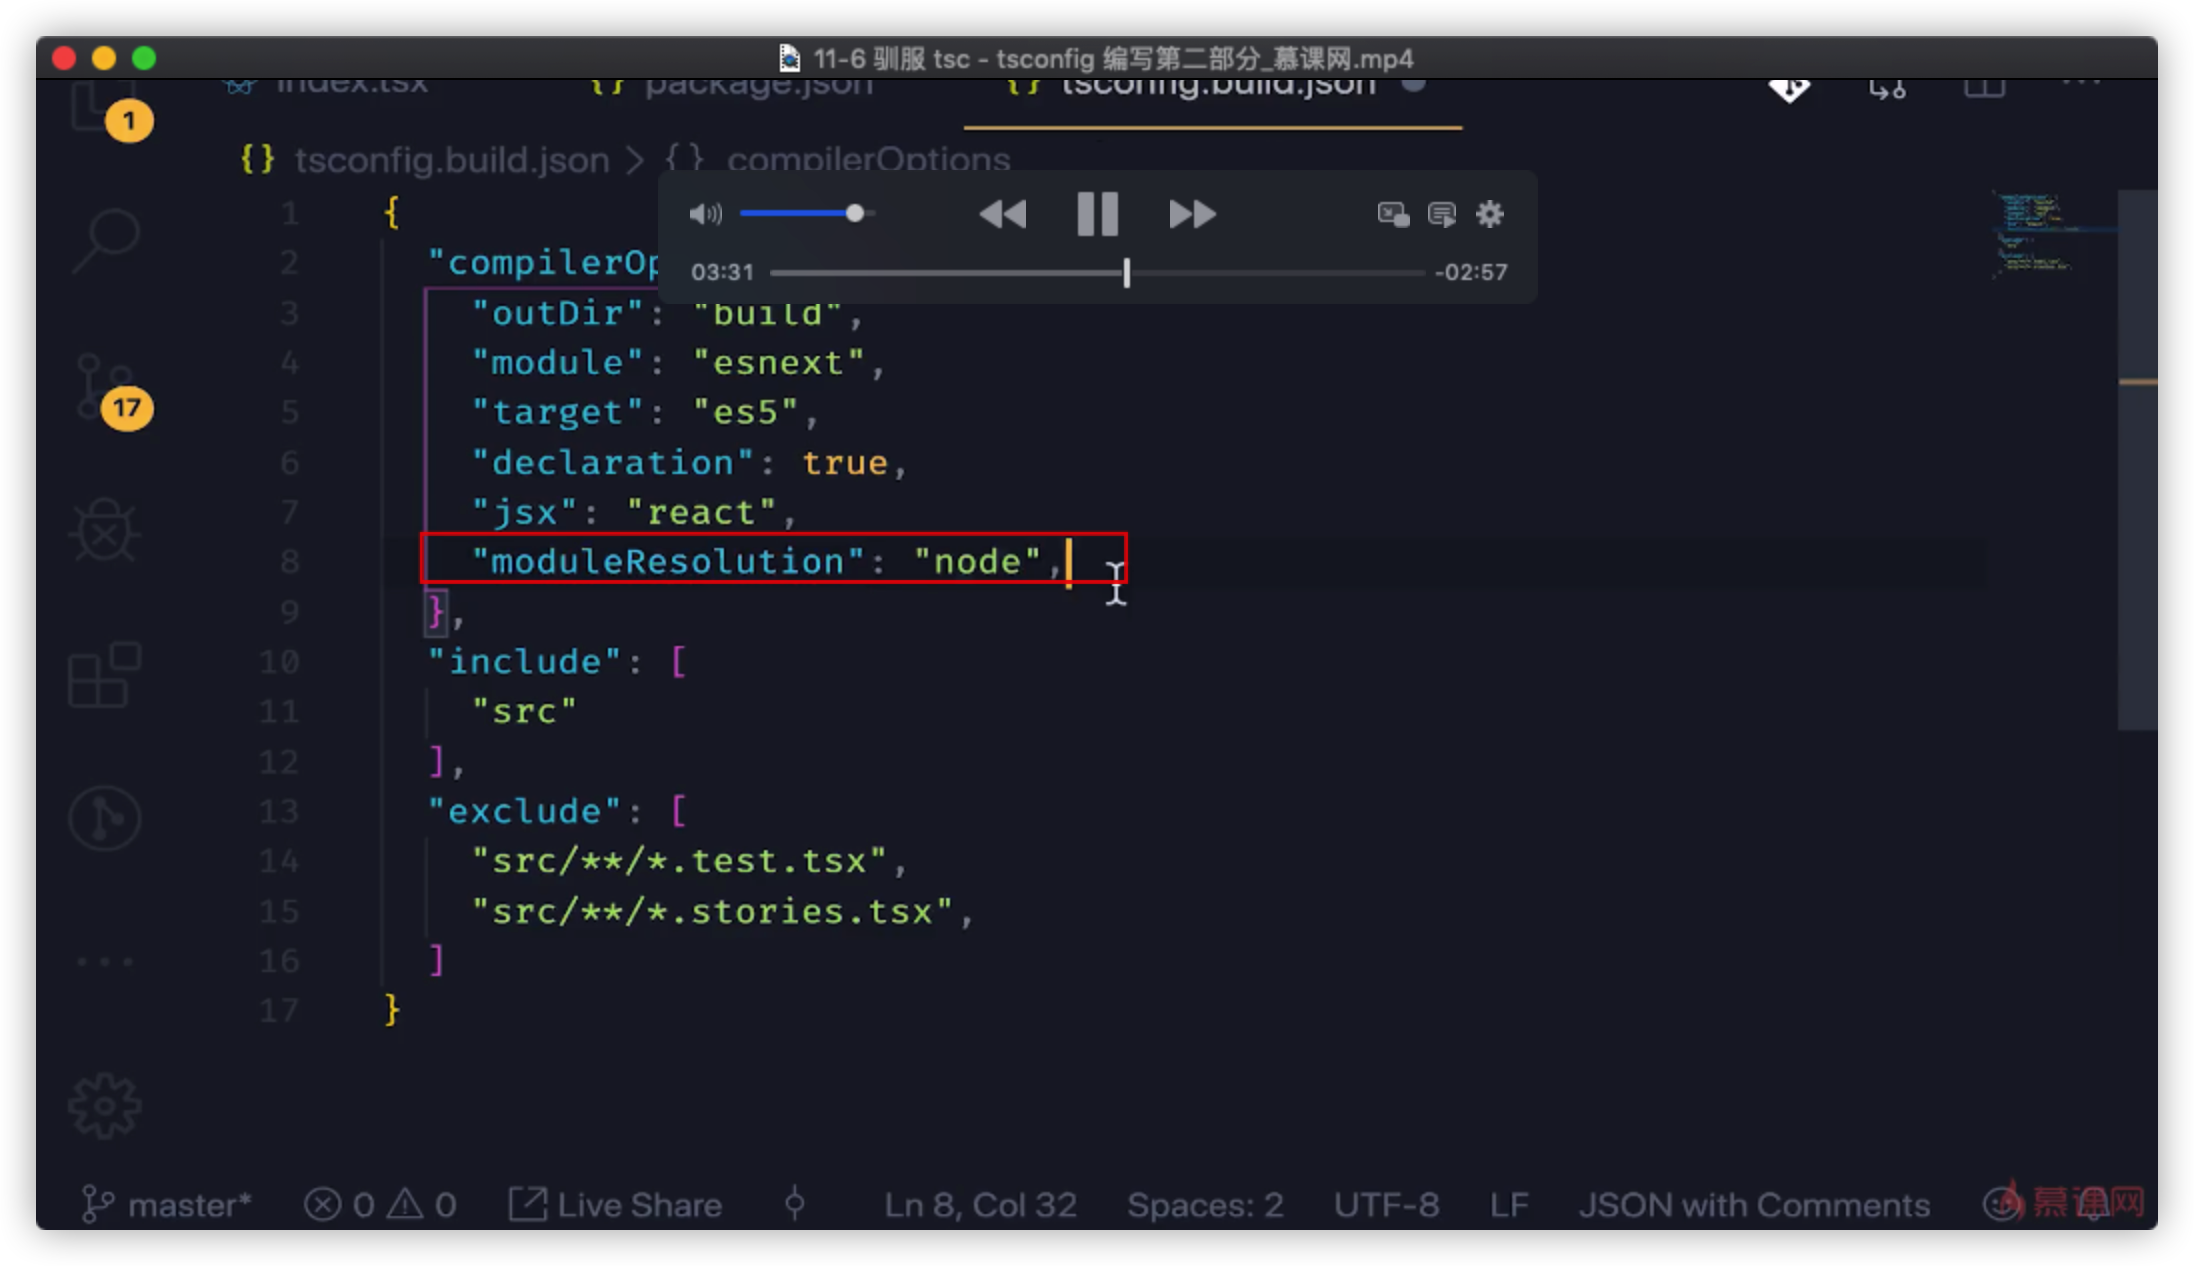 11-6 驯服 tsc - tsconfig 编写第二部分_慕课网.mp4
index.tsx
{} package.json
{} tsconfig.build.json
1
{} tsconfig.build.json > {} compilerOptions
03:31
-02:57
1 {
2 "compilerOp
3 "outDir": "build",
4 "module": "esnext",
5 "target": "es5",
6 "declaration": true,
7 "jsx": "react",
8 "moduleResolution": "node",
9 },
10 "include": [
11 "src"
12 ],
13 "exclude": [
14 "src/**/*.test.tsx",
15 "src/**/*.stories.tsx",
16 ]
17 }
17
master* 0 0 Live Share Ln 8, Col 32 Spaces: 2 UTF-8 LF JSON with Comments
慕课网